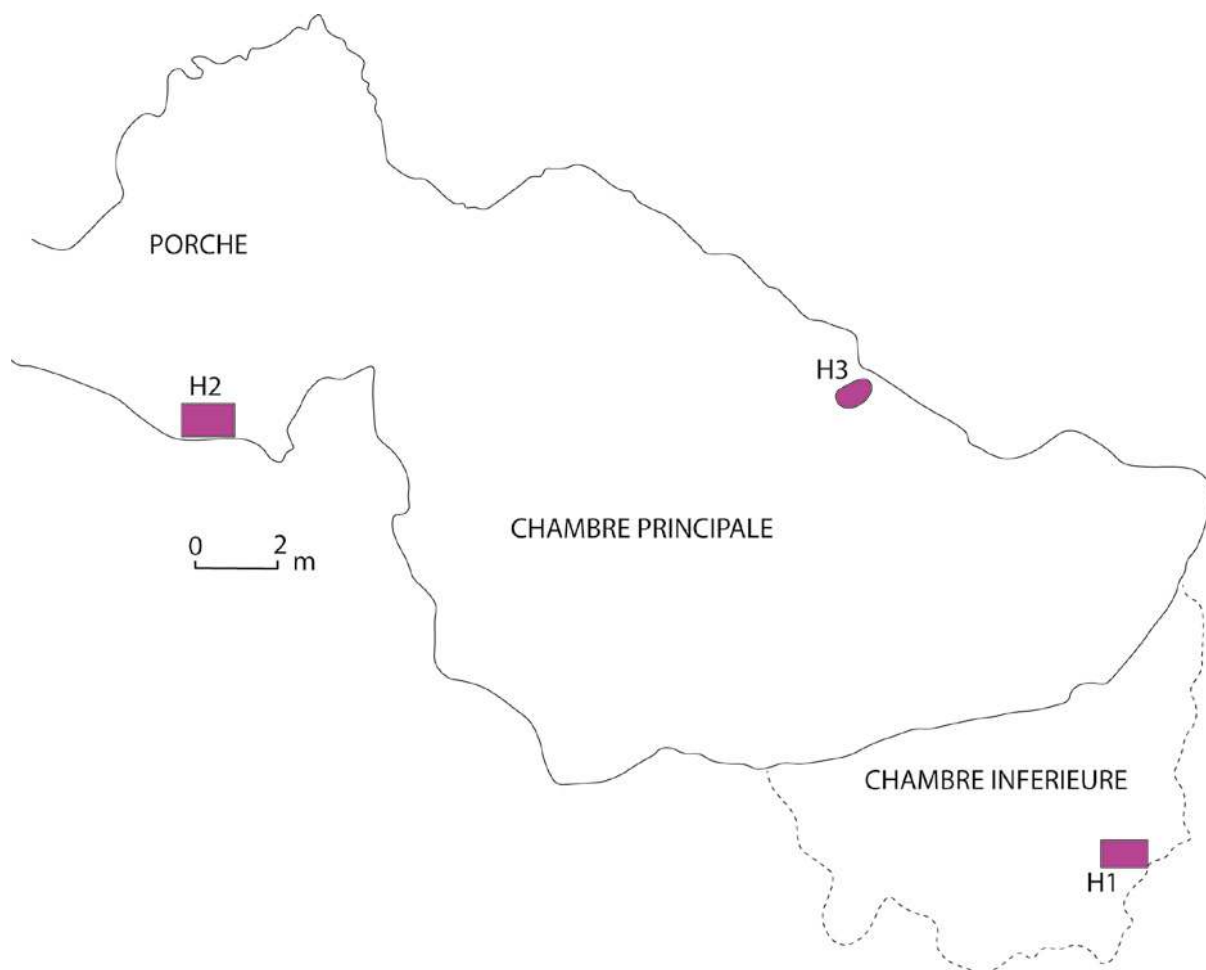 PORCHE
H2
H3
CHAMBRE PRINCIPALE
0 2 m
CHAMBRE INFERIEURE
H1